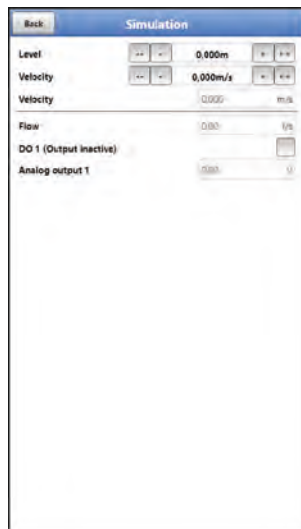 Back Simulation
Level -- - 0,000m + ++
Velocity -- - 0,000m/s + ++
Velocity 0,000 m/s
Flow 0,00 l/s
DO 1 (Output inactive)
Analog output 1 0,00